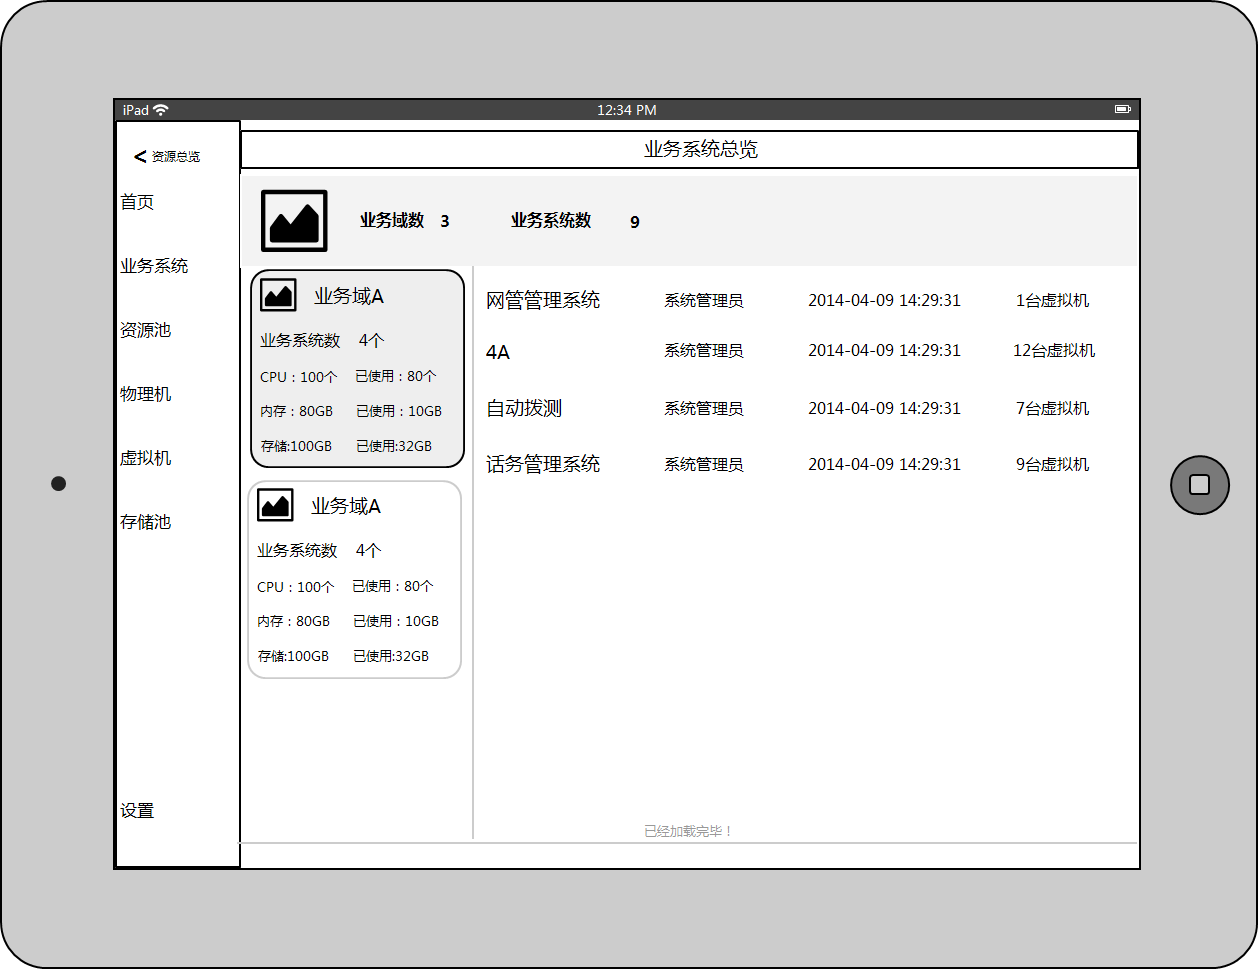 iPad
12:34 PM
< 资源总览
首页
业务系统
资源池
物理机
虚拟机
存储池
设置
业务系统总览
业务域数 3 业务系统数 9
业务域A
业务系统数 4个
CPU：100个 已使用：80个
内存：80GB 已使用：10GB
存储:100GB 已使用:32GB
业务域A
业务系统数 4个
CPU：100个 已使用：80个
内存：80GB 已使用：10GB
存储:100GB 已使用:32GB
网管管理系统 系统管理员 2014-04-09 14:29:31 1台虚拟机
4A 系统管理员 2014-04-09 14:29:31 12台虚拟机
自动拨测 系统管理员 2014-04-09 14:29:31 7台虚拟机
话务管理系统 系统管理员 2014-04-09 14:29:31 9台虚拟机
已经加载完毕！